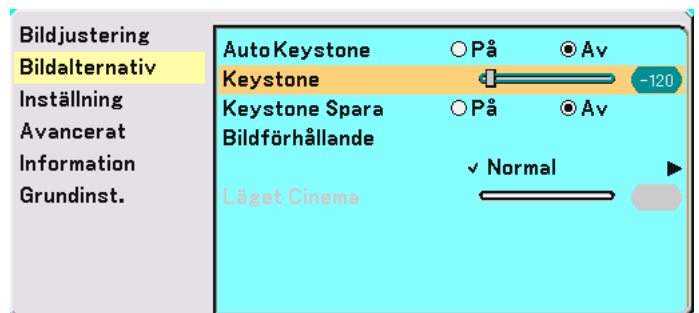 Bildjustering
Bildalternativ
Inställning
Avancerat
Information
Grundinst.
Auto Keystone På Av
Keystone -120
Keystone Spara På Av
Bildförhållande
✓ Normal
Läget Cinema